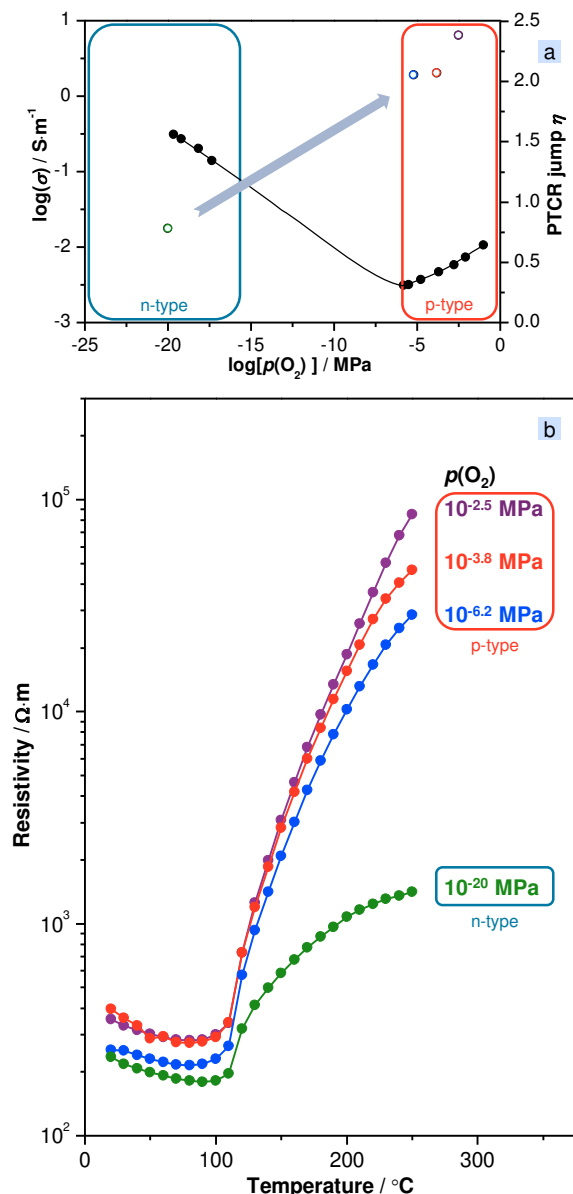 a
log(σ) / S·m⁻¹
1
0
-1
-2
-3
2.5
2.0
1.5
1.0
0.5
0.0
PTCR jump η
n-type
p-type
-25 -20 -15 -10 -5 0
log[p(O₂) ] / MPa
b
p(O₂)
10⁻²·⁵ MPa
10⁻³·⁸ MPa
10⁻⁶·² MPa
p-type
10⁻²⁰ MPa
n-type
Resistivity / Ω·m
10⁵
10⁴
10³
10²
0 100 200 300
Temperature / °C